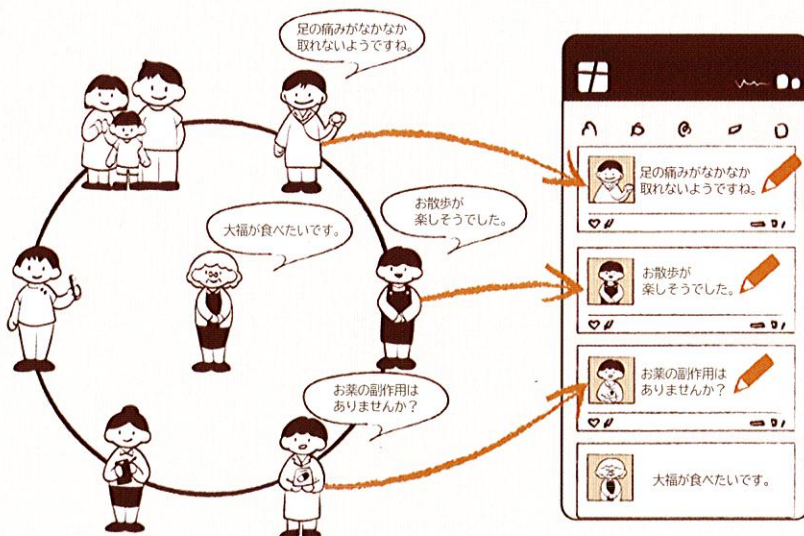 足の痛みがなかなか
取れないようですね。
大福が食べたいです。
お散歩が
楽しそうでした。
お薬の副作用は
ありませんか？
足の痛みがなかなか
取れないようですね。
お散歩が
楽しそうでした。
お薬の副作用は
ありませんか？
大福が食べたいです。